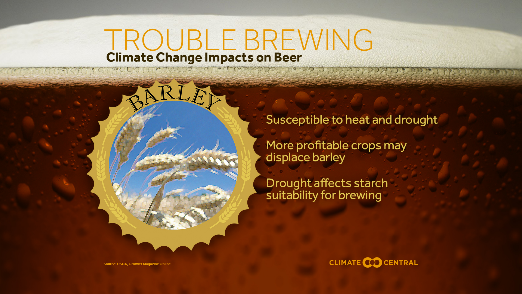 TROUBLE BREWING
Climate Change Impacts on Beer
BARLEY
Susceptible to heat and drought
More profitable crops may
displace barley
Drought affects starch
suitability for brewing
CLIMATE CENTRAL